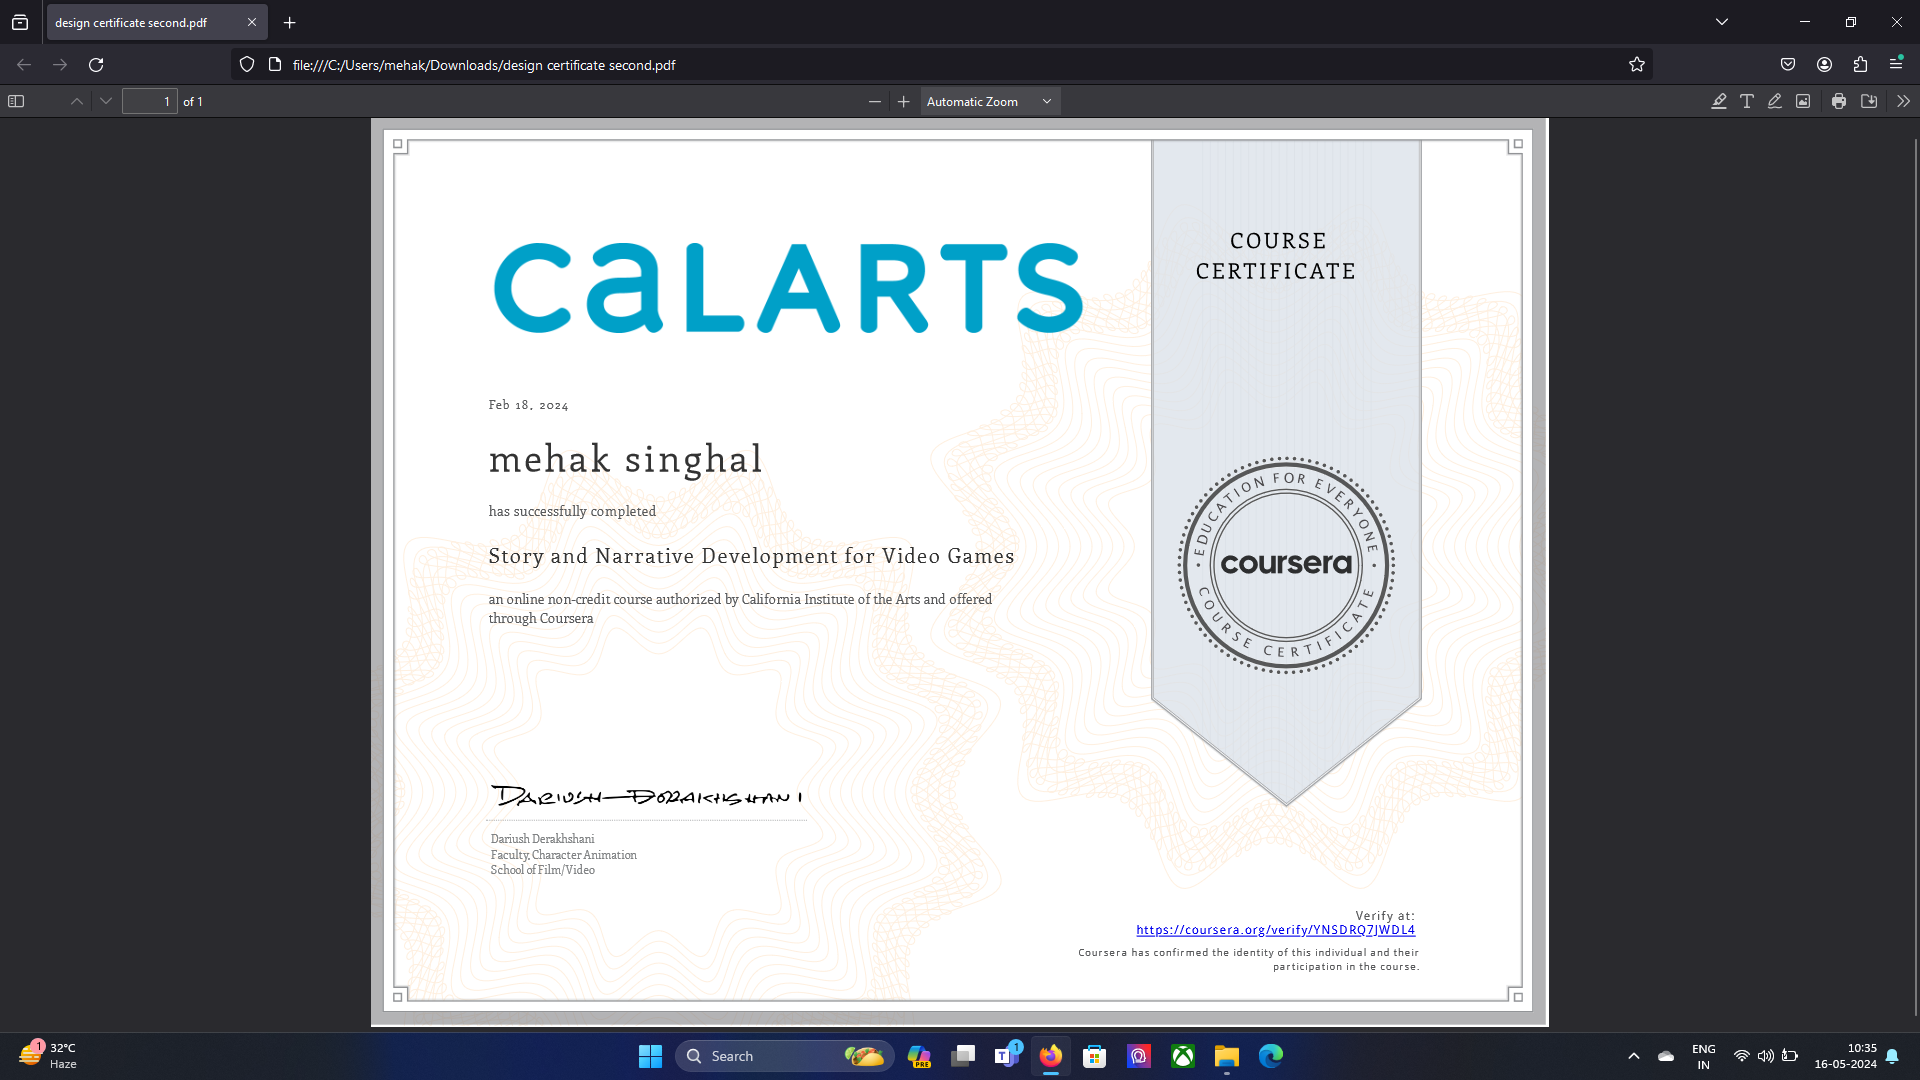 design certificate second.pdf
file:///C:/Users/mehak/Downloads/design certificate second.pdf
1 of 1
Automatic Zoom
CALARTS
COURSE
CERTIFICATE
Feb 18, 2024
mehak singhal
has successfully completed
Story and Narrative Development for Video Games
an online non-credit course authorized by California Institute of the Arts and offered
through Coursera
EDUCATION FOR EVERYONE
coursera
COURSE CERTIFICATE
DARIUSH DERAKHSHANI
Dariush Derakhshani
Faculty, Character Animation
School of Film/Video
Verify at:
https://coursera.org/verify/YNSDRQ7JWDL4
Coursera has confirmed the identity of this individual and their
participation in the course.
1
32°C
Haze
Search
PRE
T
1
ENG
IN
10:35
16-05-2024